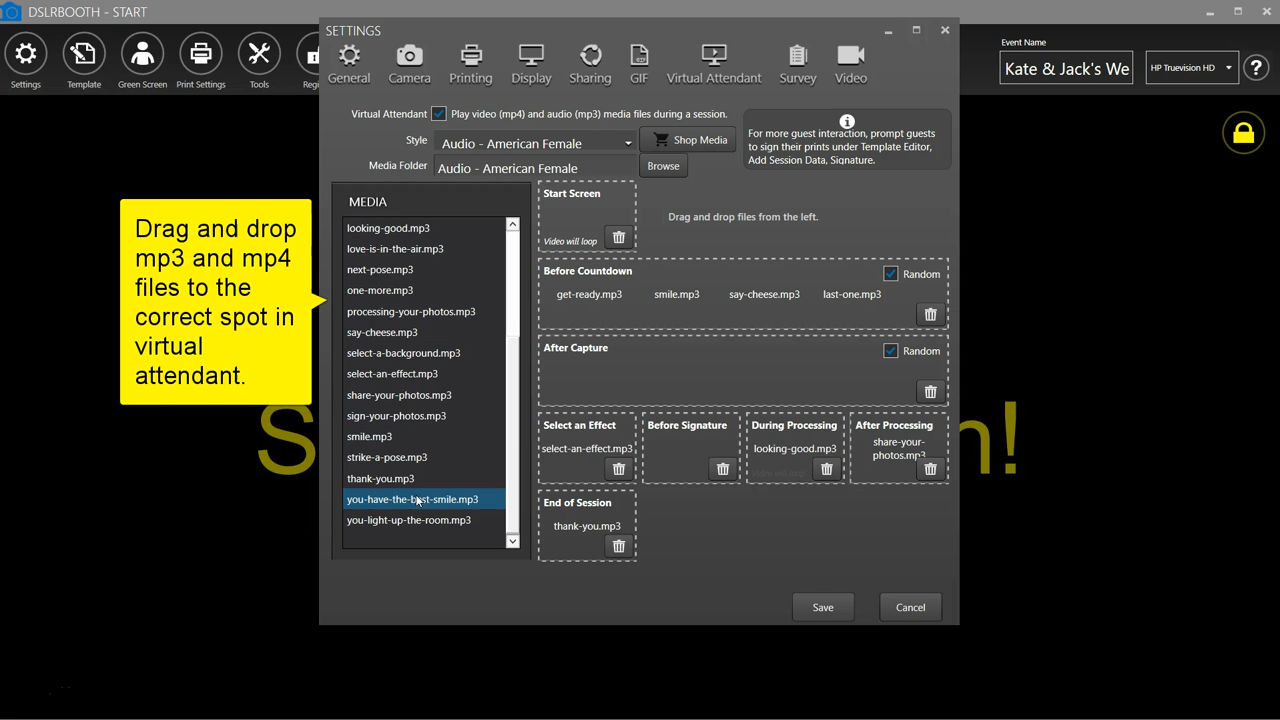 DSLRBOOTH - START
Settings
Template
Green Screen
Print Settings
Tools
Event Name
Kate & Jack's We
HP Truevision HD
?
SETTINGS
General
Camera
Printing
Display
Sharing
GIF
Virtual Attendant
Survey
Video
Virtual Attendant
Play video (mp4) and audio (mp3) media files during a session.
Style
Audio - American Female
Shop Media
Media Folder
Audio - American Female
Browse
For more guest interaction, prompt guests
to sign their prints under Template Editor,
Add Session Data, Signature.
MEDIA
looking-good.mp3
love-is-in-the-air.mp3
next-pose.mp3
one-more.mp3
processing-your-photos.mp3
say-cheese.mp3
select-a-background.mp3
select-an-effect.mp3
share-your-photos.mp3
sign-your-photos.mp3
smile.mp3
strike-a-pose.mp3
thank-you.mp3
you-have-the-best-smile.mp3
you-light-up-the-room.mp3
Start Screen
Video will loop
Drag and drop files from the left.
Before Countdown
Random
get-ready.mp3
smile.mp3
say-cheese.mp3
last-one.mp3
After Capture
Random
Select an Effect
select-an-effect.mp3
Before Signature
During Processing
looking-good.mp3
Video will loop
After Processing
share-your-
photos.mp3
End of Session
thank-you.mp3
Save
Cancel
Drag and drop
mp3 and mp4
files to the
correct spot in
virtual
attendant.